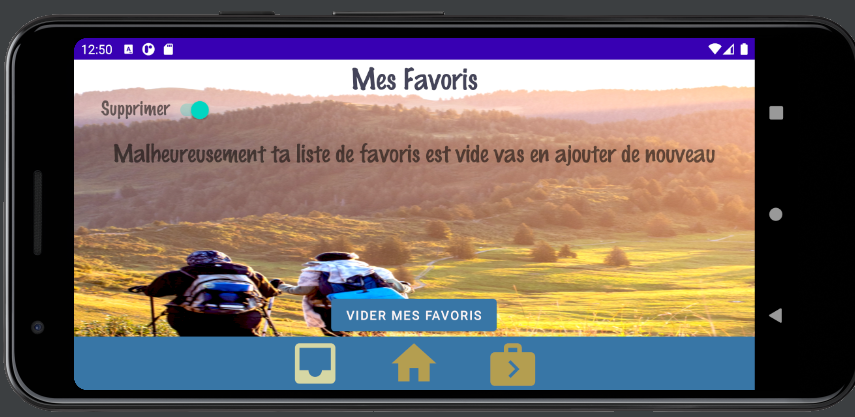 12:50
Mes Favoris
Supprimer
Malheureusement ta liste de favoris est vide vas en ajouter de nouveau
VIDER MES FAVORIS